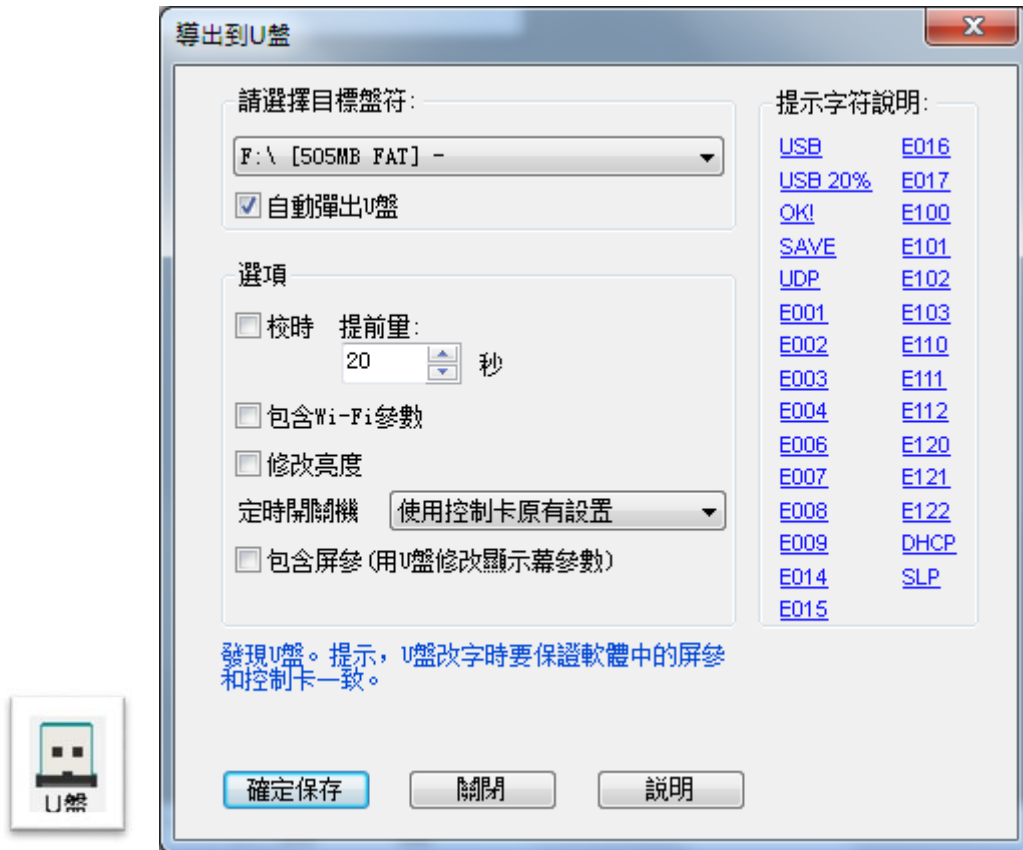 導出到U盤
請選擇目標盤符:
F:\ [505MB FAT] -
自動彈出U盤
選項
校時 提前量:
20 秒
包含Wi-Fi參數
修改亮度
定時開關機 使用控制卡原有設置
包含屏參(用U盤修改顯示幕參數)
提示字符說明:
USB E016
USB 20% E017
OK! E100
SAVE E101
UDP E102
E001 E103
E002 E110
E003 E111
E004 E112
E006 E120
E007 E121
E008 E122
E009 DHCP
E014 SLP
E015
發現U盤。提示，U盤改字時要保證軟體中的屏參
和控制卡一致。
確定保存 關閉 說明
U盤